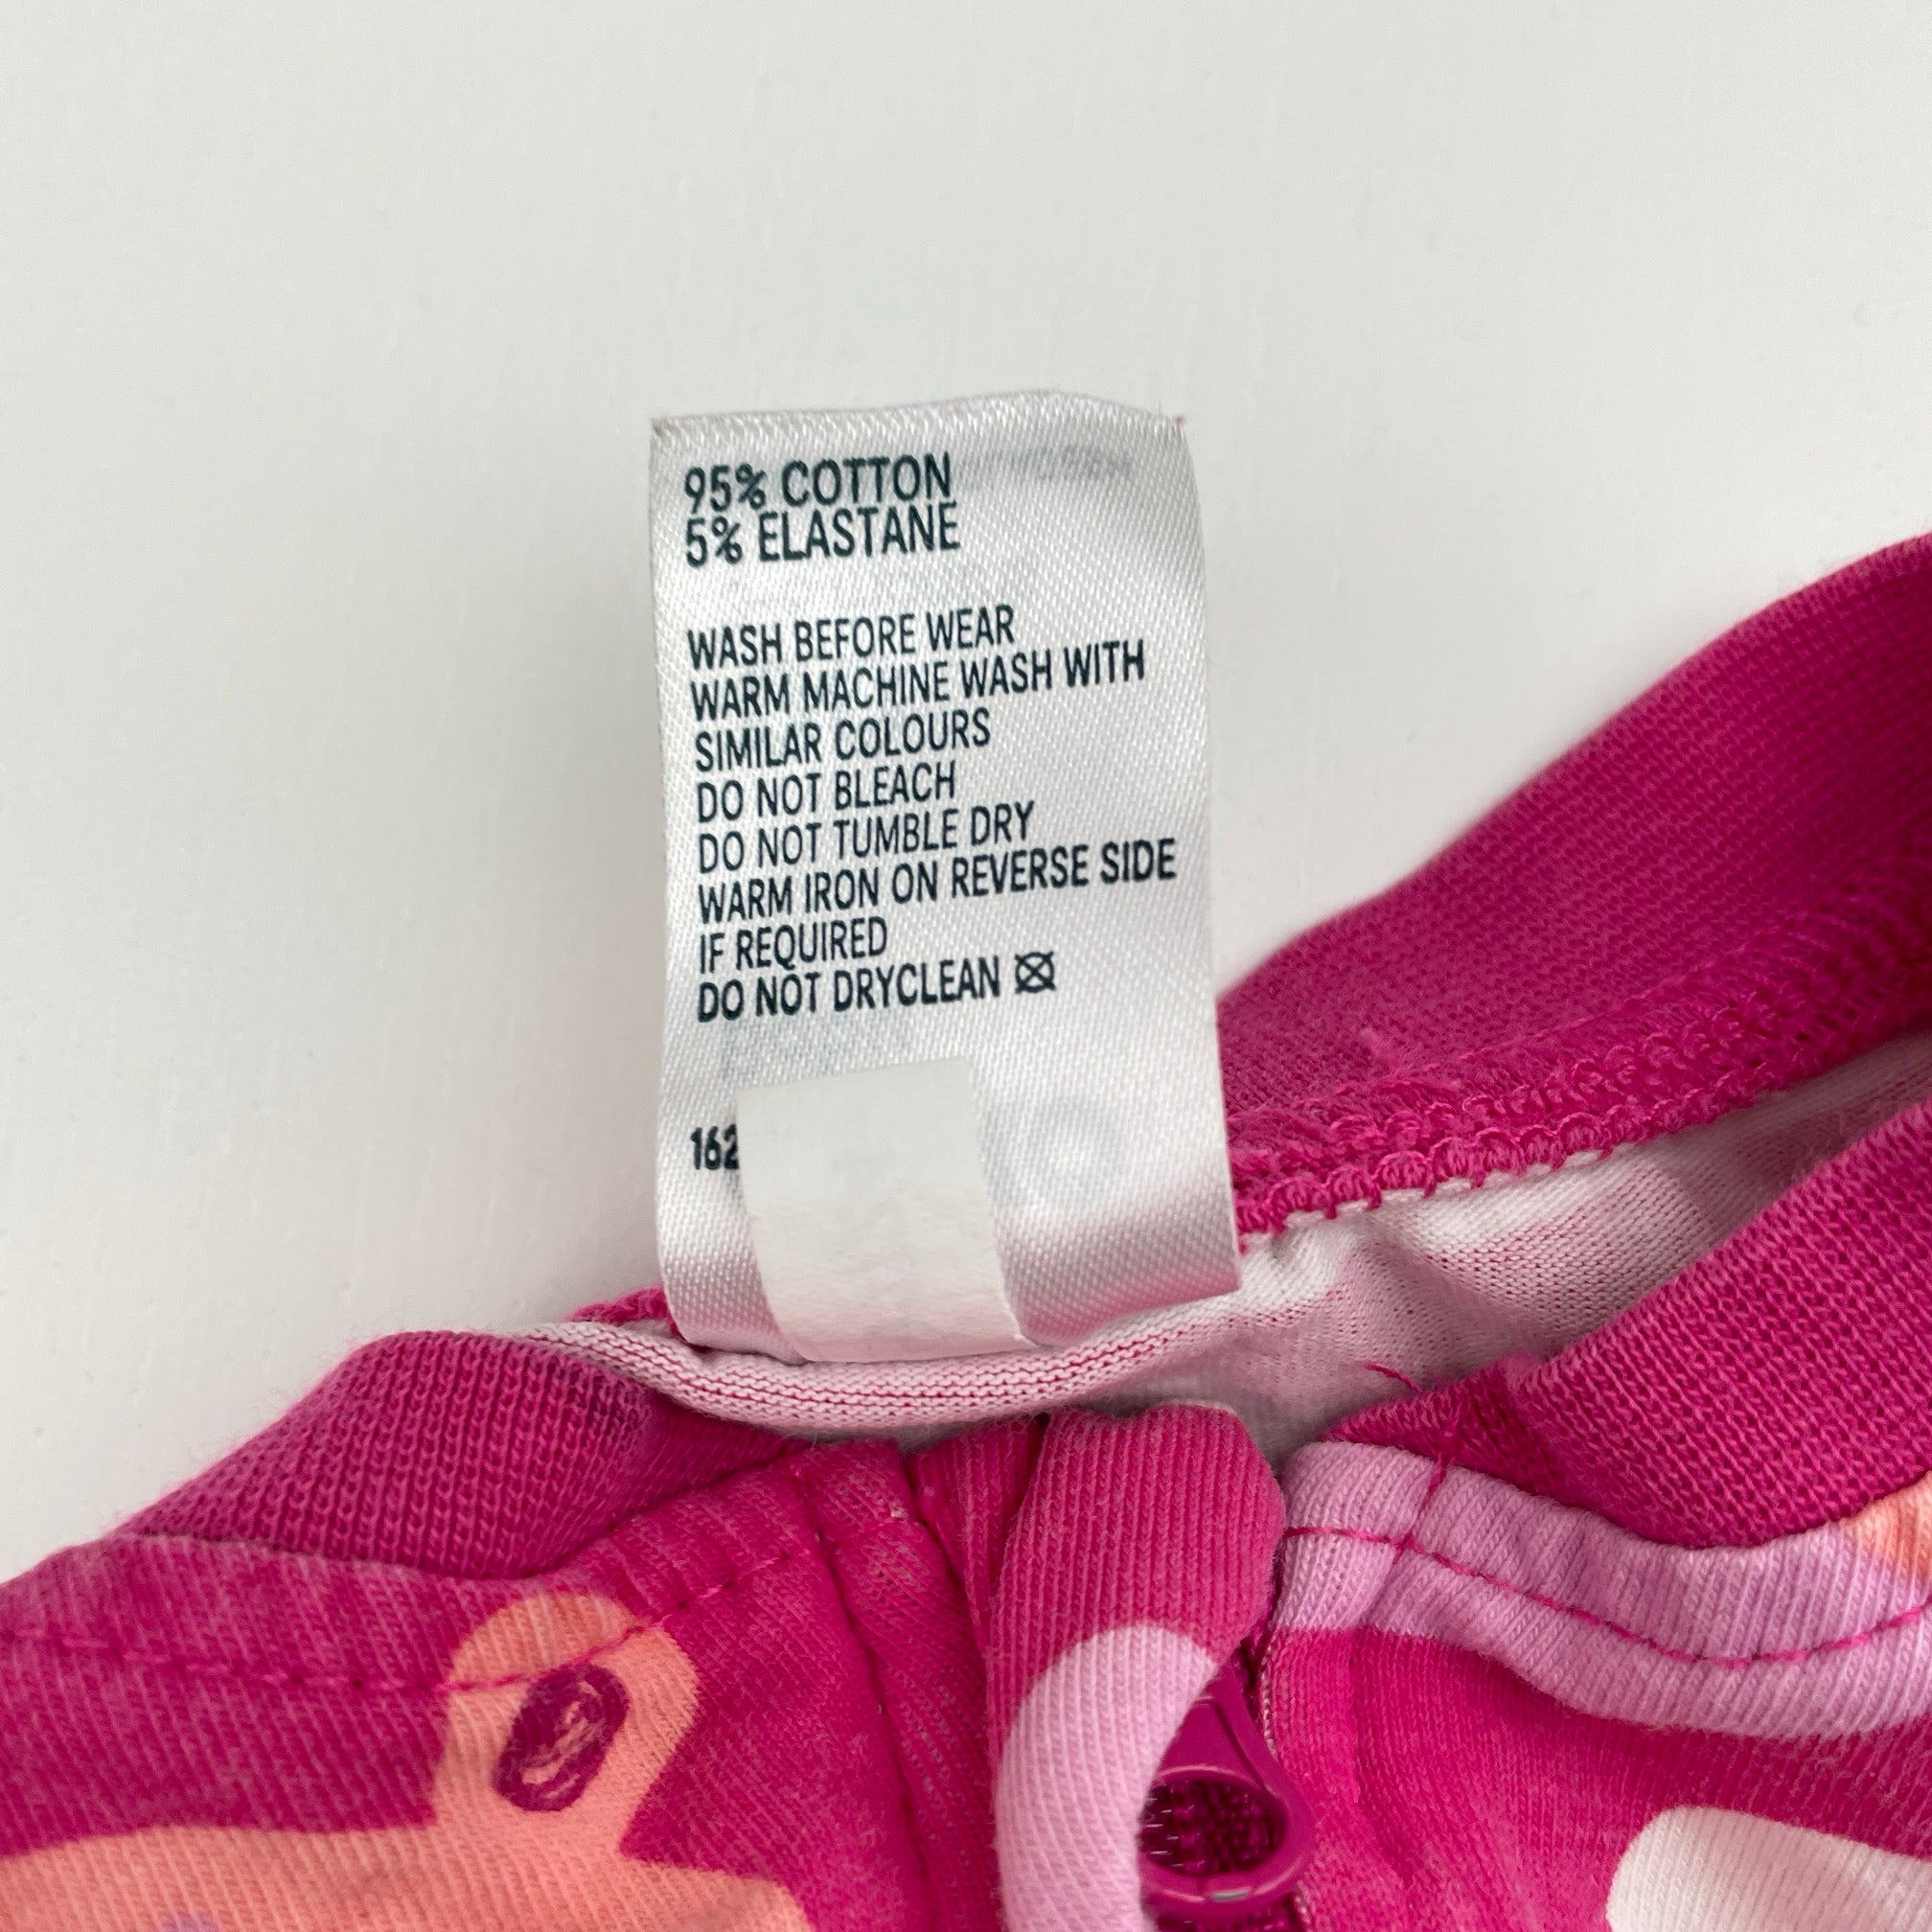 95% COTTON
5% ELASTANE
WASH BEFORE WEAR
WARM MACHINE WASH WITH
SIMILAR COLOURS
DO NOT BLEACH
DO NOT TUMBLE DRY
WARM IRON ON REVERSE SIDE
IF REQUIRED
DO NOT DRYCLEAN
162